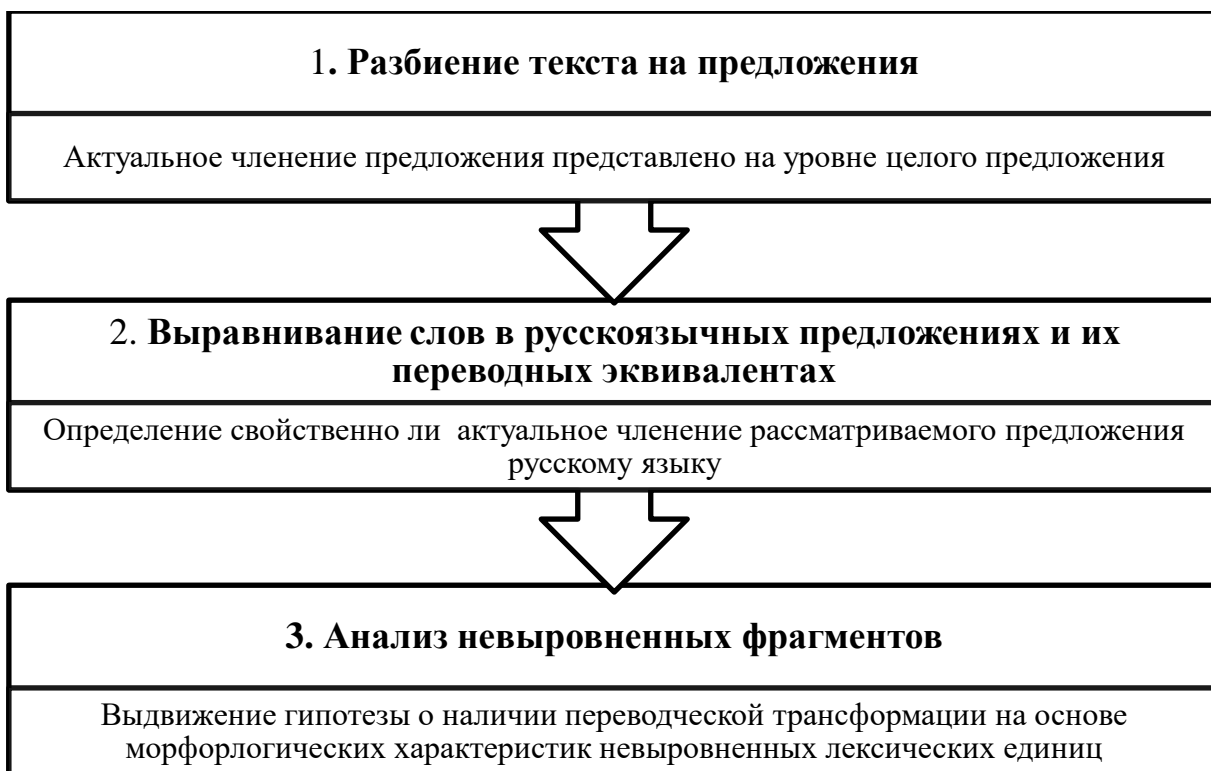 1. Разбиение текста на предложения
Актуальное членение предложения представлено на уровне целого предложения
2. Выравнивание слов в русскоязычных предложениях и их
переводных эквивалентах
Определение свойственно ли актуальное членение рассматриваемого предложения
русскому языку
3. Анализ невыровненных фрагментов
Выдвижение гипотезы о наличии переводческой трансформации на основе
морфорлогических характеристик невыровненных лексических единиц